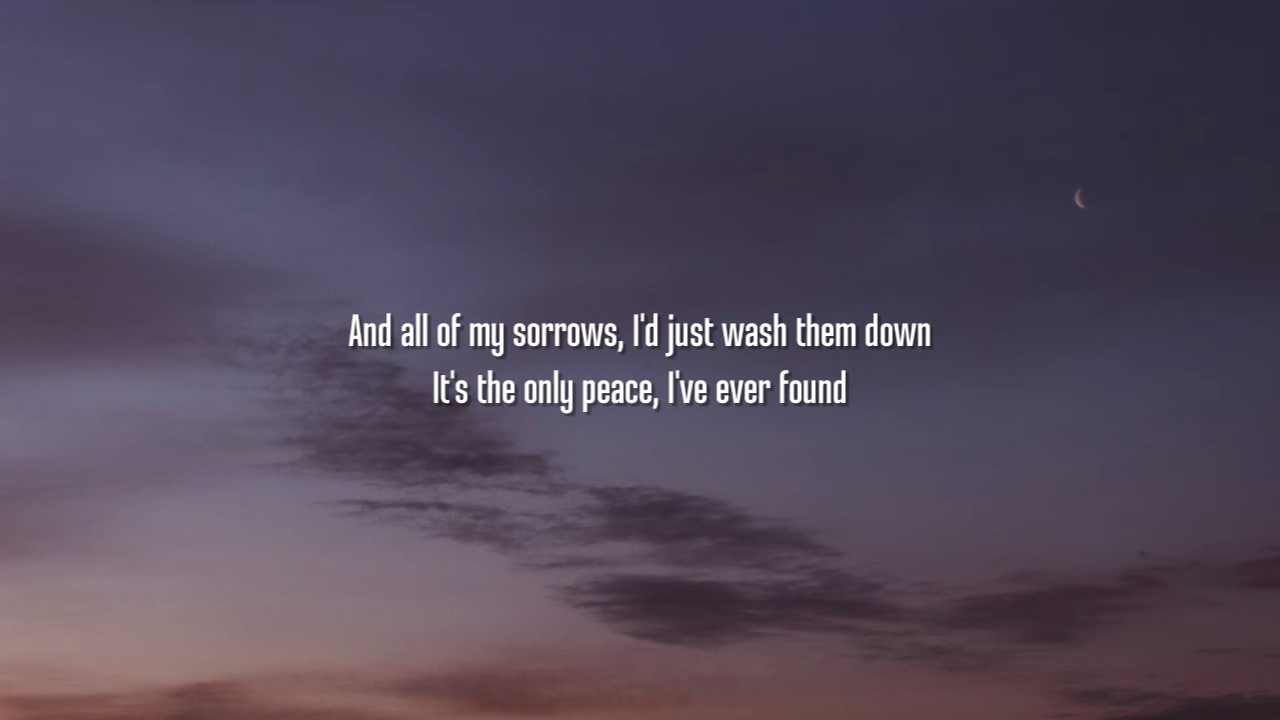 And all of my sorrows, I'd just wash them down
It's the only peace, I've ever found